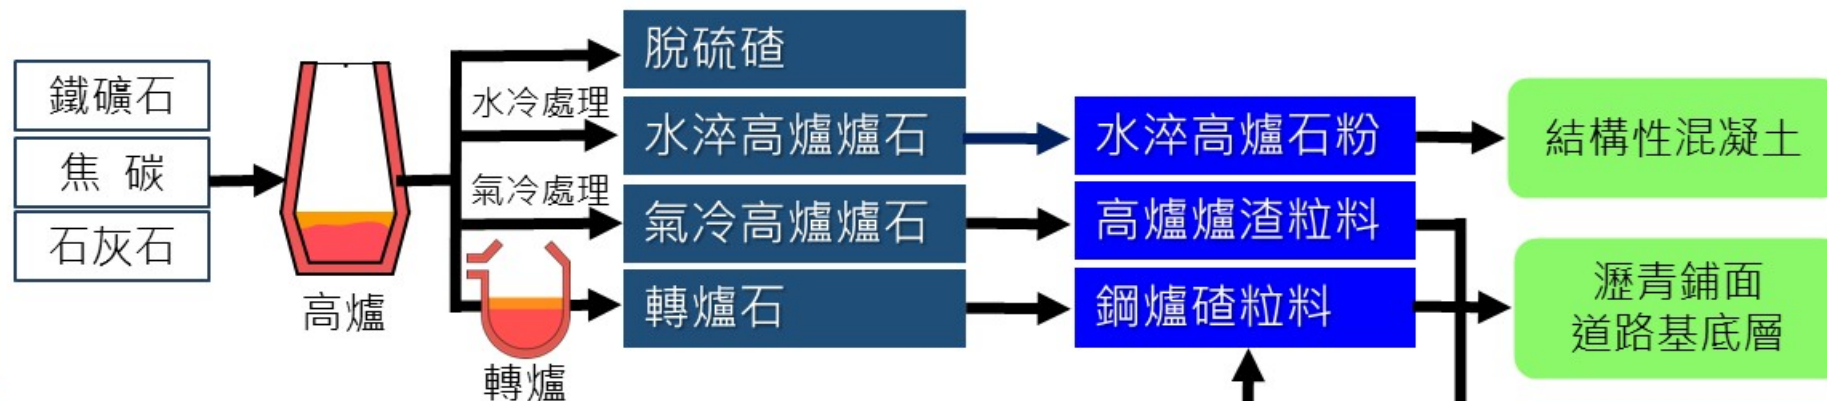 鐵礦石
焦 碳
石灰石
高爐
水冷處理
氣冷處理
轉爐
脫硫碴
水淬高爐爐石
氣冷高爐爐石
轉爐石
水淬高爐石粉
高爐爐渣粒料
鋼爐碴粒料
結構性混凝土
瀝青鋪面
道路基底層